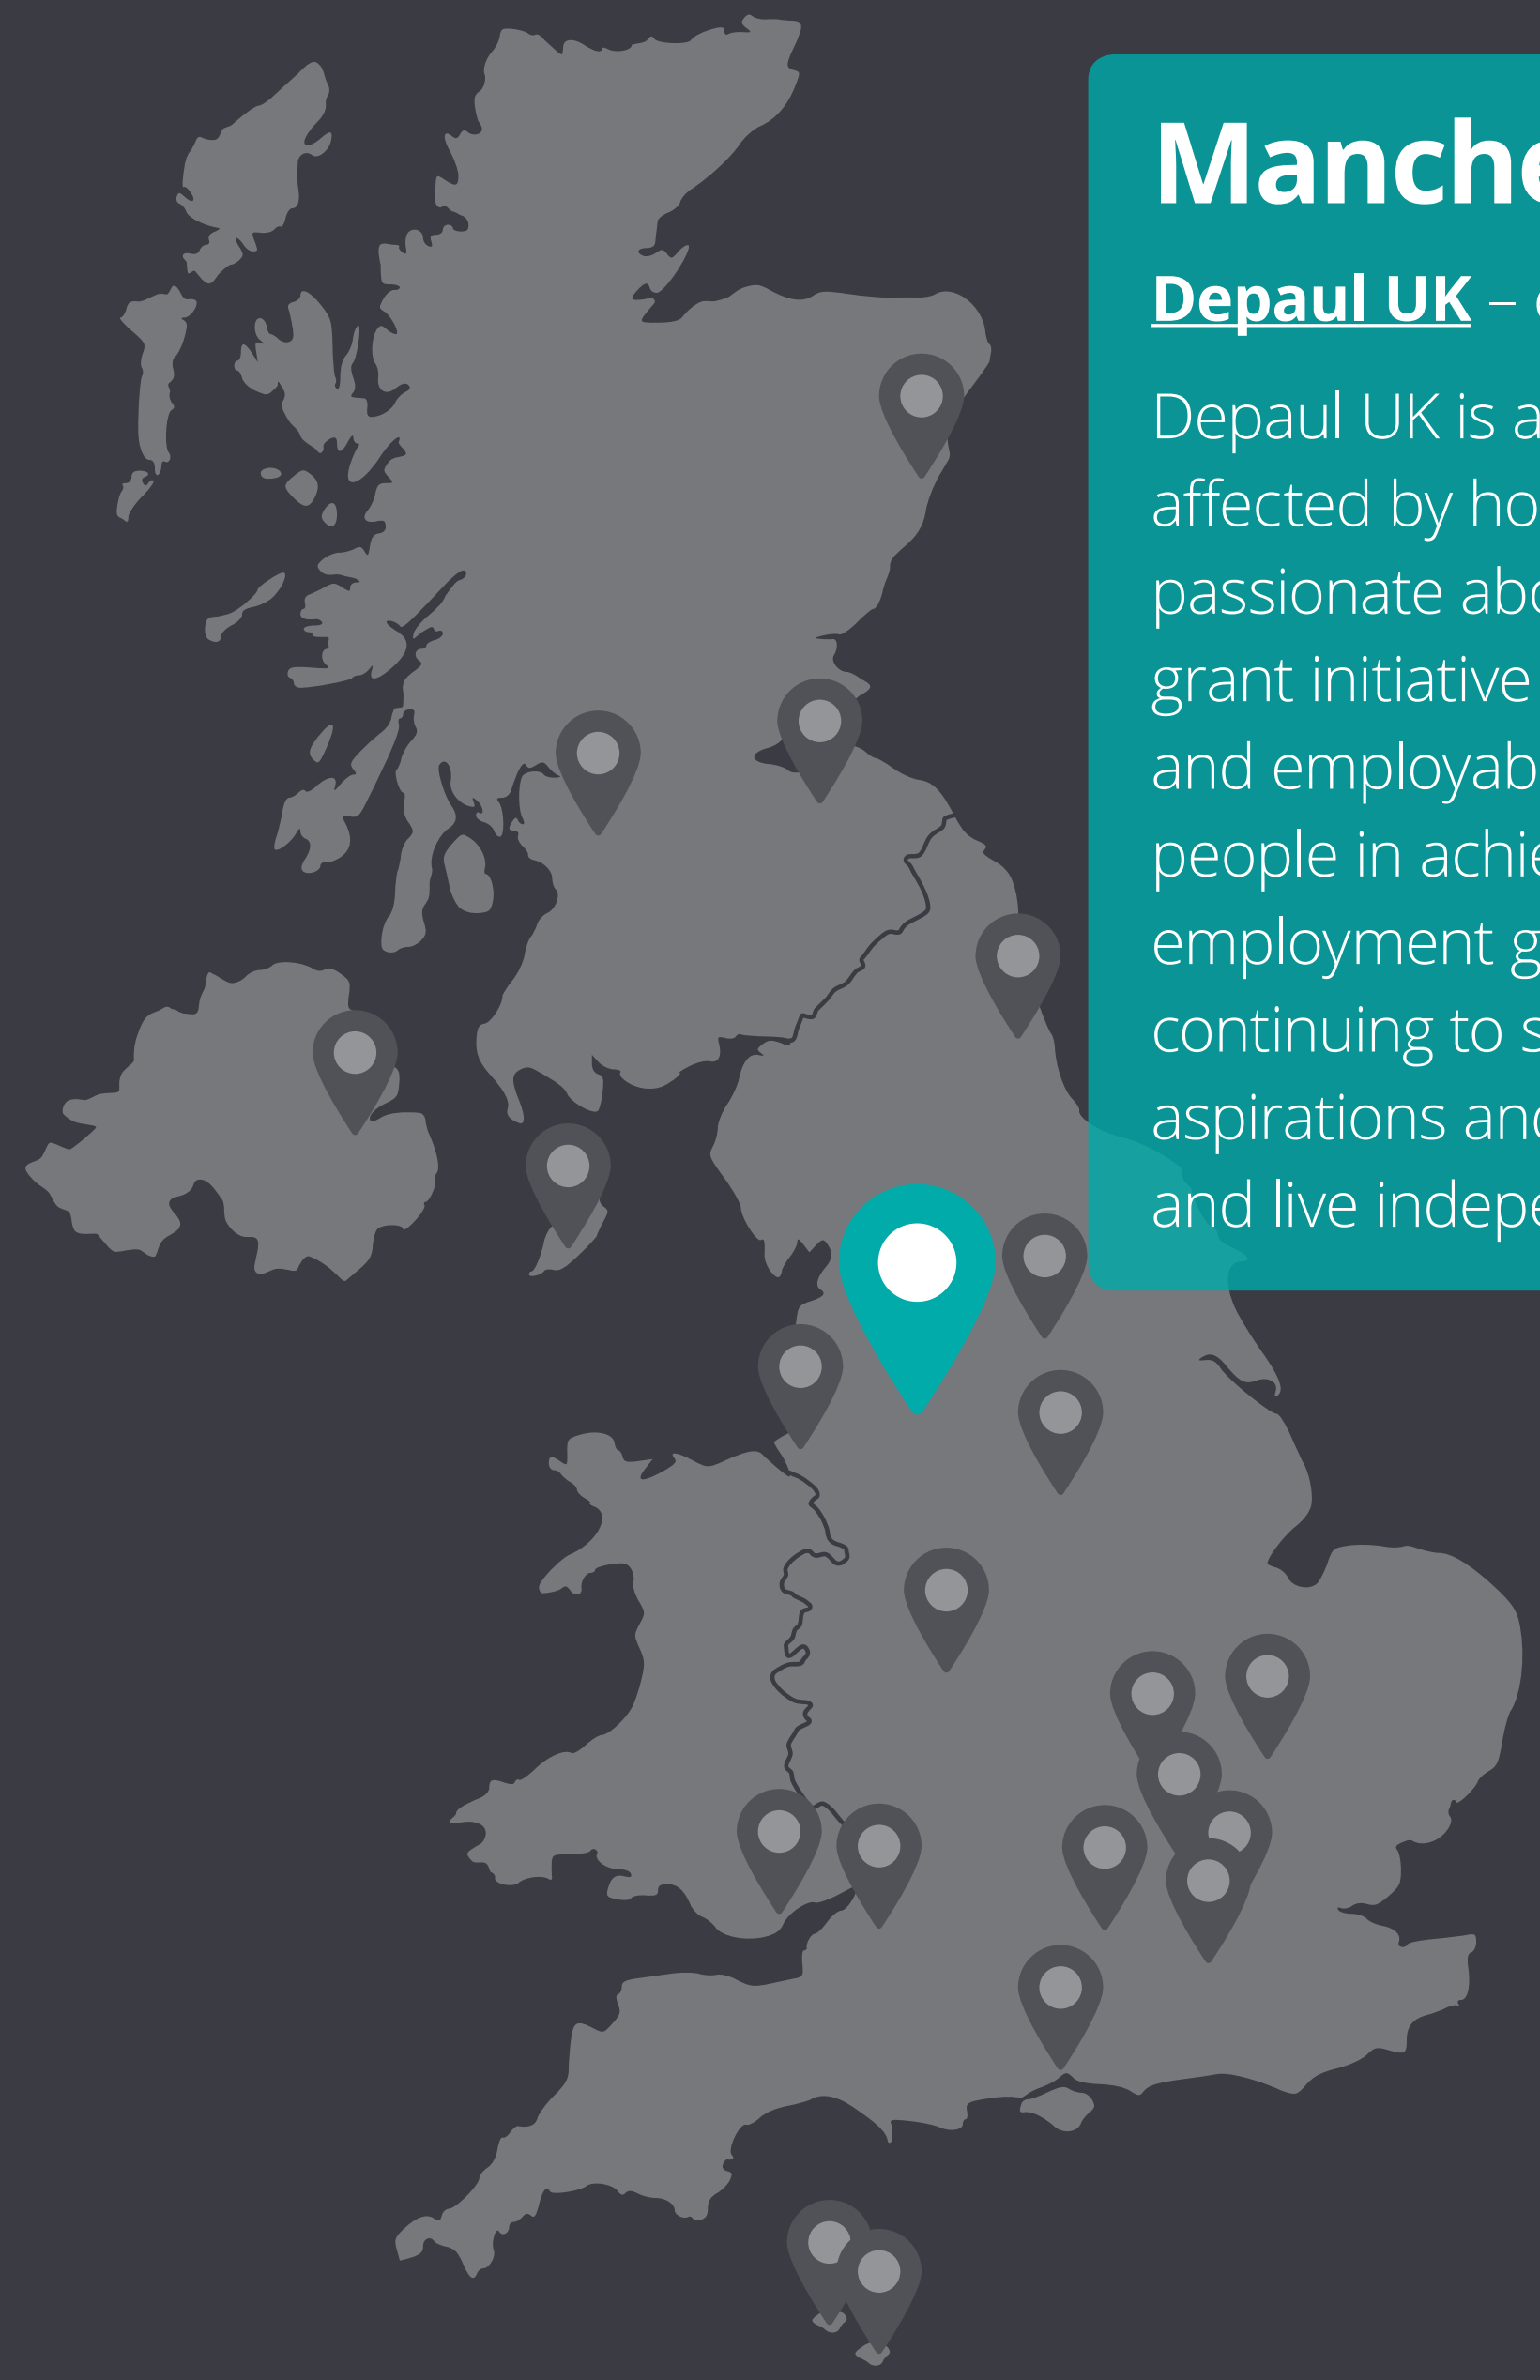 Manche
Depaul UK –
Depaul UK is a
affected by ho
passionate abo
grant initiative
and employab
people in achie
employment g
continuing to s
aspirations and
and live indepe